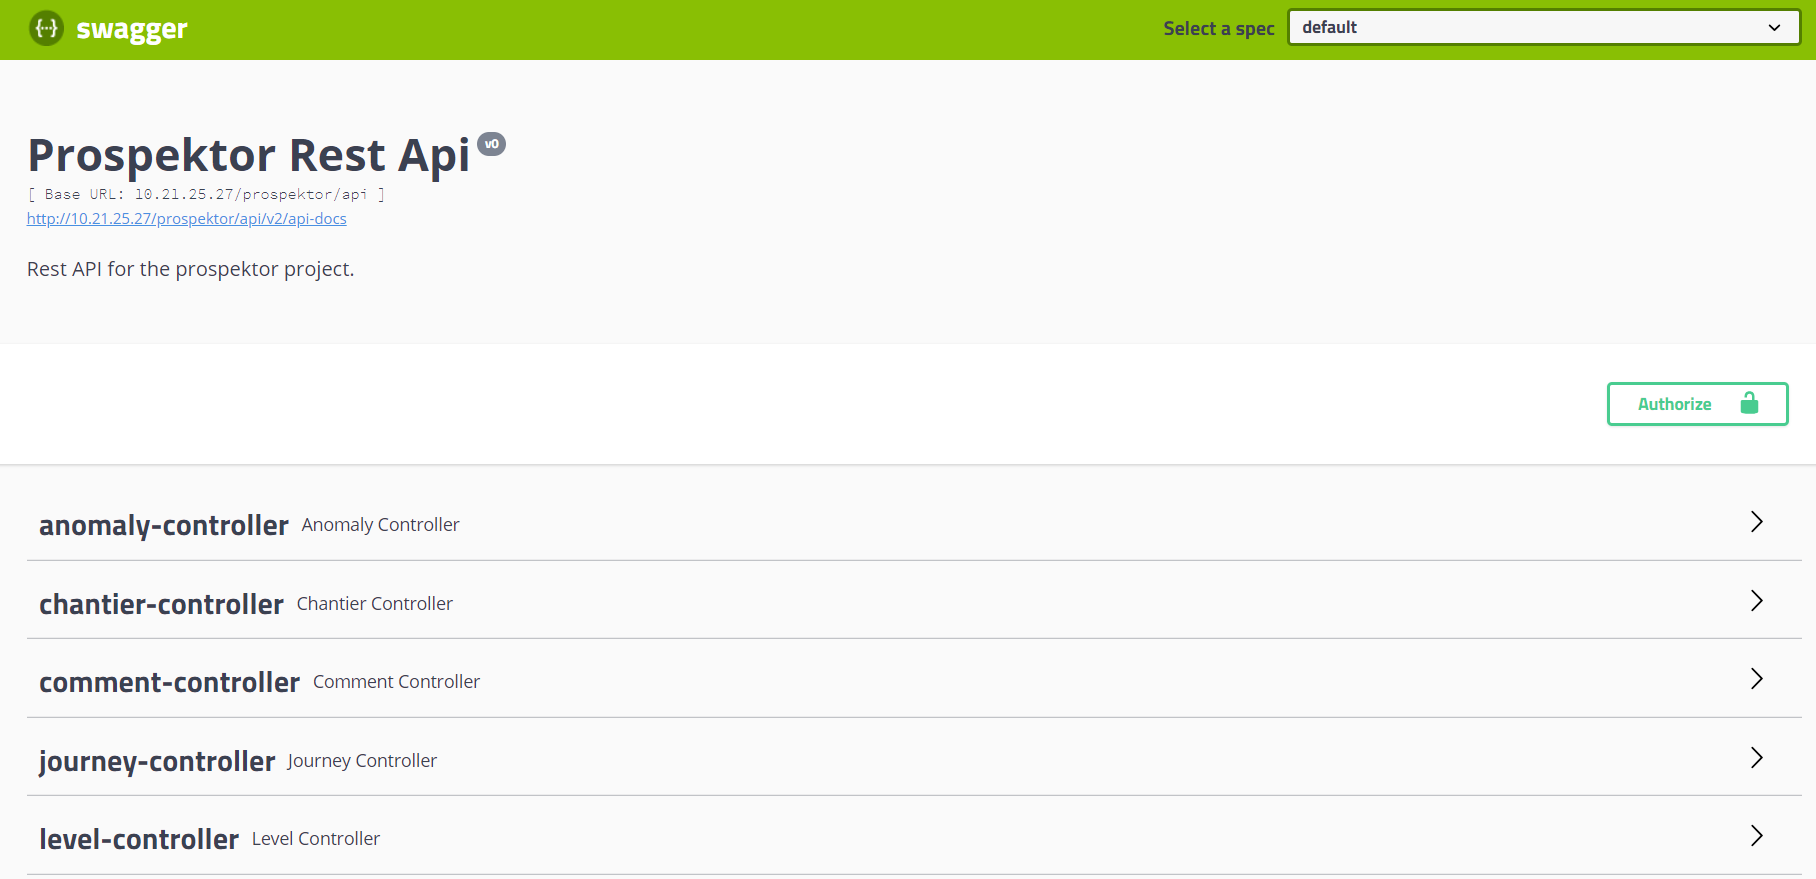 swagger
Select a spec default
Prospektor Rest Api v0
[ Base URL: 10.21.25.27/prospektor/api ]
http://10.21.25.27/prospektor/api/v2/api-docs
Rest API for the prospektor project.
Authorize
anomaly-controller Anomaly Controller
chantier-controller Chantier Controller
comment-controller Comment Controller
journey-controller Journey Controller
level-controller Level Controller